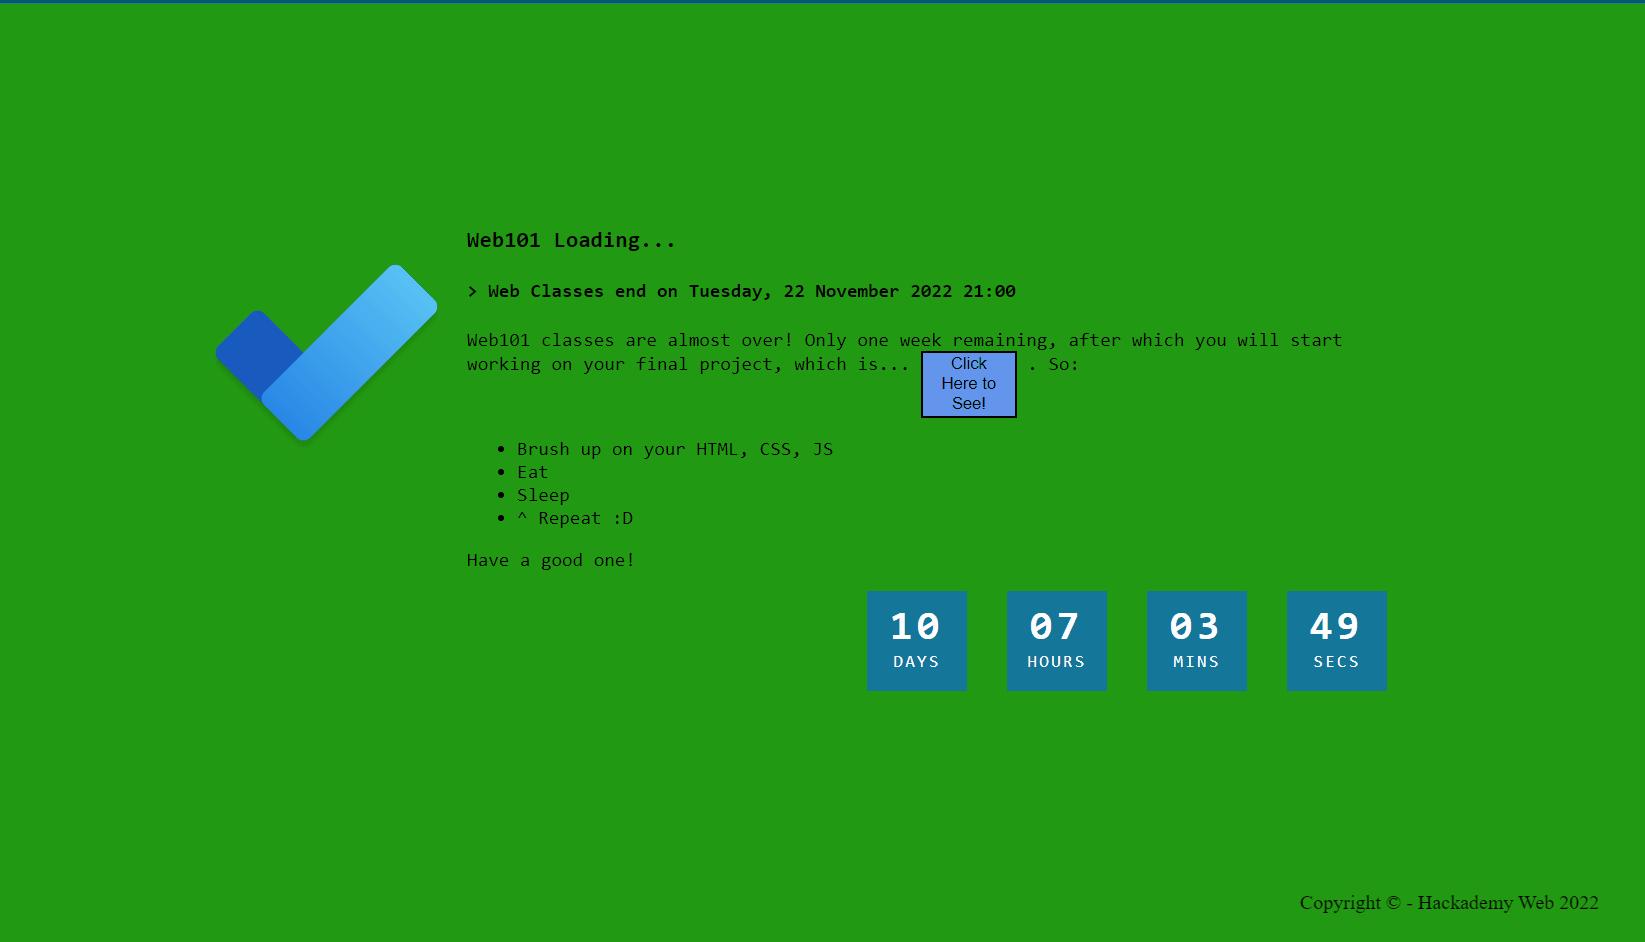 Web101 Loading...
> Web Classes end on Tuesday, 22 November 2022 21:00
Web101 classes are almost over! Only one week remaining, after which you will start
working on your final project, which is... Click Here to See! . So:
• Brush up on your HTML, CSS, JS
• Eat
• Sleep
• ^ Repeat :D
Have a good one!
10 07 03 49
DAYS HOURS MINS SECS
Copyright © - Hackademy Web 2022